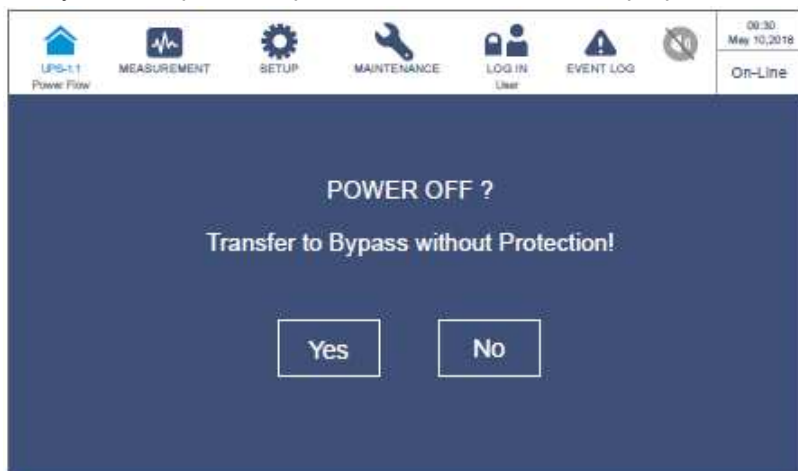 UPS-1.1
Power Flow
MEASUREMENT
SETUP
MAINTENANCE
LOG IN
User
EVENT LOG
09:30
May 10,2018
On-Line
POWER OFF ?
Transfer to Bypass without Protection!
Yes
No